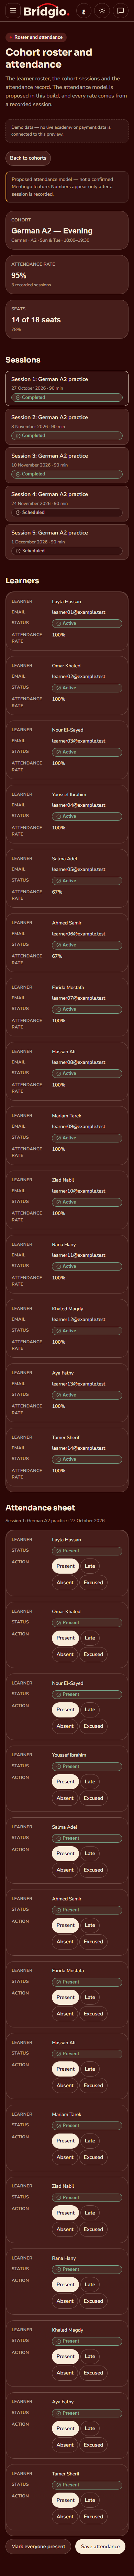 Bridgio.
Roster and attendance
Cohort roster and
attendance
The learner roster, the cohort sessions and the
attendance record. The attendance model is
proposed in this build, and every rate comes from
a recorded session.
Demo data — no live academy or payment data is
connected to this preview.
Back to cohorts
Proposed attendance model — not a confirmed
Meritlogn feature. Numbers appear only after a
session is recorded.
COHORT
German A2 — Evening
German · A2 · Sun & Tue · 18:00–19:30
ATTENDANCE RATE
95%
3 recorded sessions
SEATS
14 of 18 seats
78%
Sessions
Session 1: German A2 practice
27 October 2026 · 90 min
Completed
Session 2: German A2 practice
3 November 2026 · 90 min
Completed
Session 3: German A2 practice
10 November 2026 · 90 min
Completed
Session 4: German A2 practice
24 November 2026 · 90 min
Scheduled
Session 5: German A2 practice
1 December 2026 · 90 min
Scheduled
Learners
LEARNER Layla Hassan
EMAIL learner01@example.test
STATUS Active
ATTENDANCE 100%
RATE
LEARNER Omar Khaled
EMAIL learner02@example.test
STATUS Active
ATTENDANCE 100%
RATE
LEARNER Nour El-Sayed
EMAIL learner03@example.test
STATUS Active
ATTENDANCE 100%
RATE
LEARNER Youssef Ibrahim
EMAIL learner04@example.test
STATUS Active
ATTENDANCE 100%
RATE
LEARNER Salma Adel
EMAIL learner05@example.test
STATUS Active
ATTENDANCE 67%
RATE
LEARNER Ahmed Samir
EMAIL learner06@example.test
STATUS Active
ATTENDANCE 67%
RATE
LEARNER Farida Mostafa
EMAIL learner07@example.test
STATUS Active
ATTENDANCE 100%
RATE
LEARNER Hassan Ali
EMAIL learner08@example.test
STATUS Active
ATTENDANCE 100%
RATE
LEARNER Mariam Tarek
EMAIL learner09@example.test
STATUS Active
ATTENDANCE 100%
RATE
LEARNER Ziad Nabil
EMAIL learner10@example.test
STATUS Active
ATTENDANCE 100%
RATE
LEARNER Rana Hany
EMAIL learner11@example.test
STATUS Active
ATTENDANCE 100%
RATE
LEARNER Khaled Magdy
EMAIL learner12@example.test
STATUS Active
ATTENDANCE 100%
RATE
LEARNER Aya Fathy
EMAIL learner13@example.test
STATUS Active
ATTENDANCE 100%
RATE
LEARNER Tamer Sherif
EMAIL learner14@example.test
STATUS Active
ATTENDANCE 100%
RATE
Attendance sheet
Session 1: German A2 practice · 27 October 2026
LEARNER Layla Hassan
STATUS Present
ACTION Present Late
Absent Excused
LEARNER Omar Khaled
STATUS Present
ACTION Present Late
Absent Excused
LEARNER Nour El-Sayed
STATUS Present
ACTION Present Late
Absent Excused
LEARNER Youssef Ibrahim
STATUS Present
ACTION Present Late
Absent Excused
LEARNER Salma Adel
STATUS Present
ACTION Present Late
Absent Excused
LEARNER Ahmed Samir
STATUS Present
ACTION Present Late
Absent Excused
LEARNER Farida Mostafa
STATUS Present
ACTION Present Late
Absent Excused
LEARNER Hassan Ali
STATUS Present
ACTION Present Late
Absent Excused
LEARNER Mariam Tarek
STATUS Present
ACTION Present Late
Absent Excused
LEARNER Ziad Nabil
STATUS Present
ACTION Present Late
Absent Excused
LEARNER Rana Hany
STATUS Present
ACTION Present Late
Absent Excused
LEARNER Khaled Magdy
STATUS Present
ACTION Present Late
Absent Excused
LEARNER Aya Fathy
STATUS Present
ACTION Present Late
Absent Excused
LEARNER Tamer Sherif
STATUS Present
ACTION Present Late
Absent Excused
Mark everyone present Save attendance